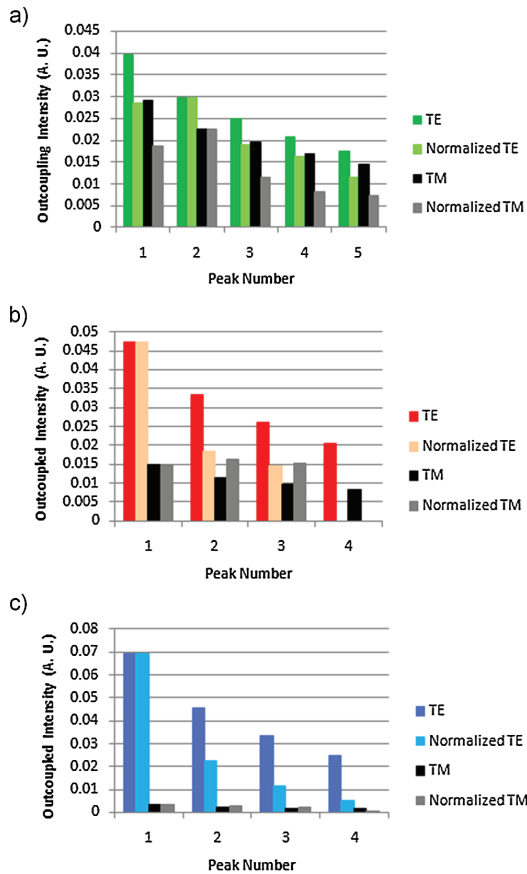 a)
Outcoupling Intensity (A. U.)
0.045
0.04
0.035
0.03
0.025
0.02
0.015
0.01
0.005
0
1 2 3 4 5
Peak Number
TE
Normalized TE
TM
Normalized TM
b)
Outcoupled Intensity (A. U.)
0.05
0.045
0.04
0.035
0.03
0.025
0.02
0.015
0.01
0.005
0
1 2 3 4
Peak Number
TE
Normalized TE
TM
Normalized TM
c)
Outcoupled Intensity (A. U.)
0.08
0.07
0.06
0.05
0.04
0.03
0.02
0.01
0
1 2 3 4
Peak Number
TE
Normalized TE
TM
Normalized TM